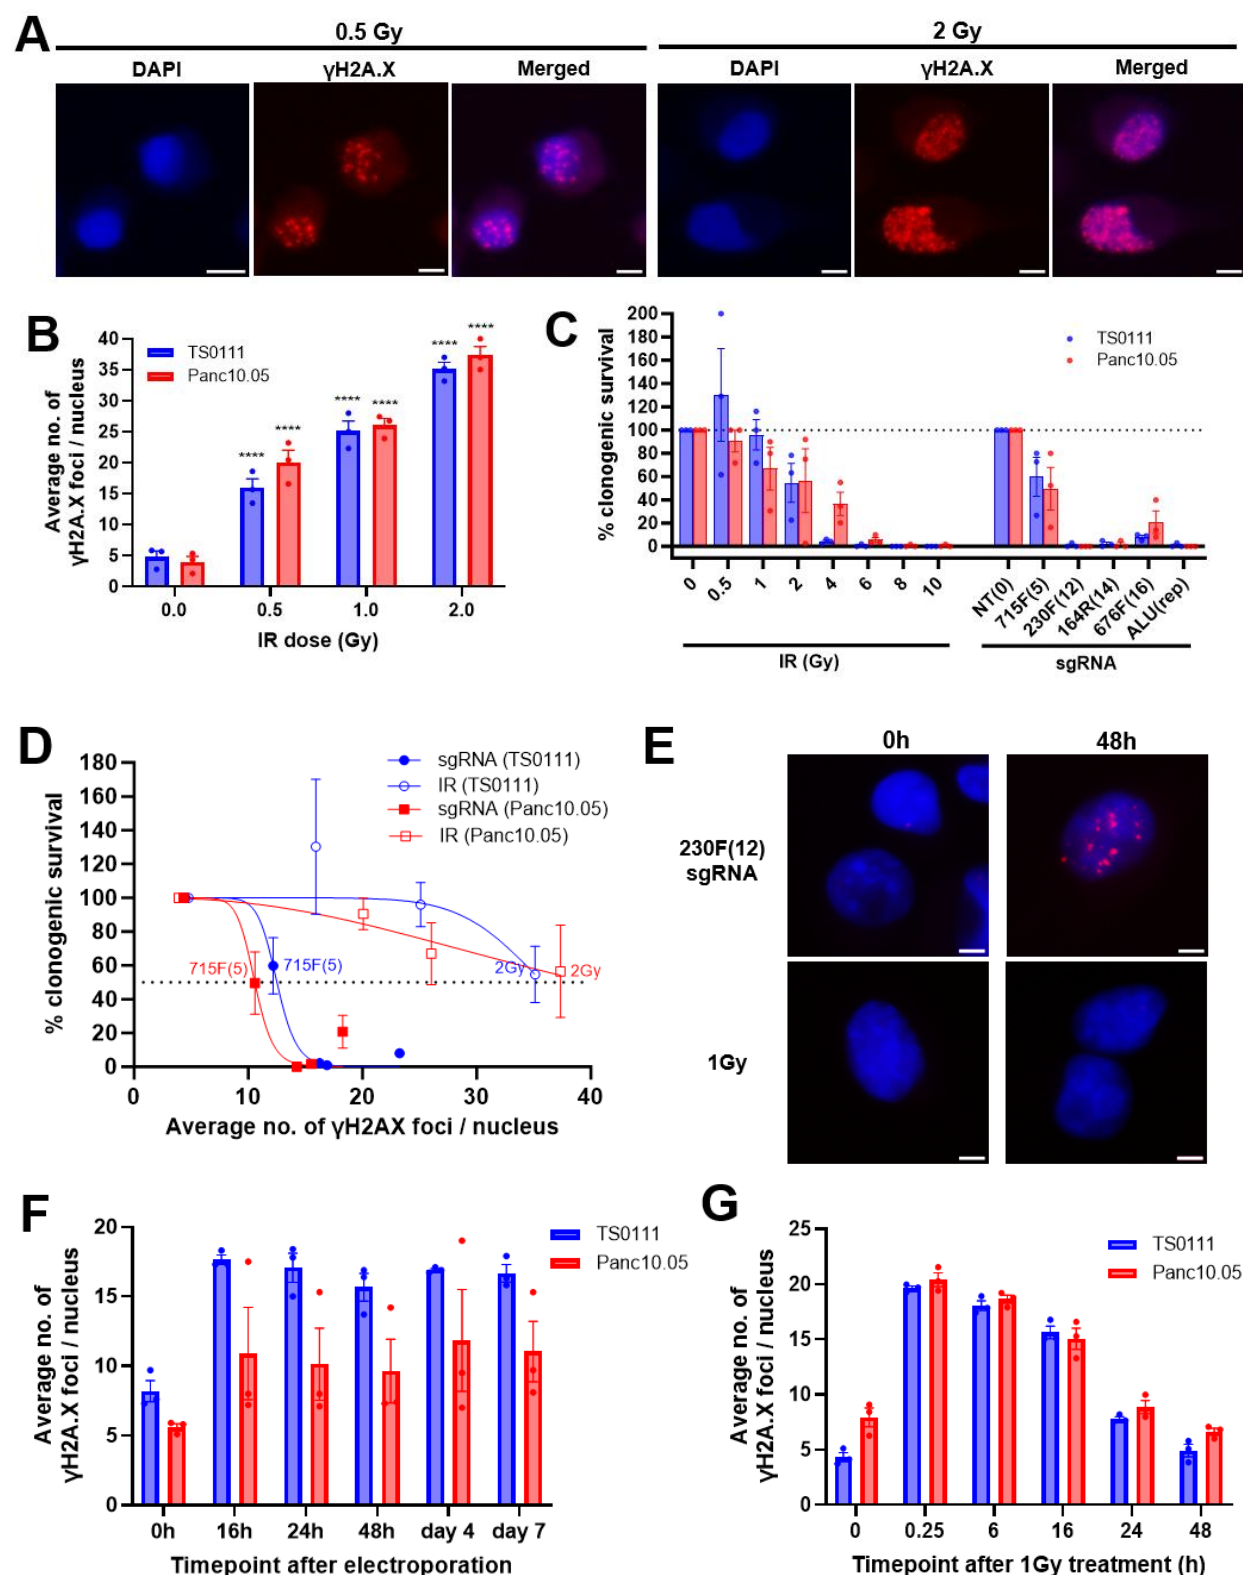 A
0.5 Gy
2 Gy
DAPI
γH2A.X
Merged
DAPI
γH2A.X
Merged
B
Average no. of
γH2A.X foci / nucleus
40
35
30
25
20
15
10
5
0
TS0111
Panc10.05
****
****
****
****
****
****
0.0
0.5
1.0
2.0
IR dose (Gy)
C
% clonogenic survival
200
180
160
140
120
100
80
60
40
20
0
TS0111
Panc10.05
0
0.5
1
2
4
6
8
10
NT(0)
715F(5)
230F(12)
164R(14)
676F(16)
ALU(rep)
IR (Gy)
sgRNA
D
% clonogenic survival
180
160
140
120
100
80
60
40
20
0
sgRNA (TS0111)
IR (TS0111)
sgRNA (Panc10.05)
IR (Panc10.05)
715F(5)
715F(5)
2Gy
2Gy
0
10
20
30
40
Average no. of γH2AX foci / nucleus
E
0h
48h
230F(12)
sgRNA
1Gy
F
Average no. of
γH2A.X foci / nucleus
20
15
10
5
0
TS0111
Panc10.05
0h
16h
24h
48h
day 4
day 7
Timepoint after electroporation
G
Average no. of
γH2A.X foci / nucleus
25
20
15
10
5
0
TS0111
Panc10.05
0
0.25
6
16
24
48
Timepoint after 1Gy treatment (h)